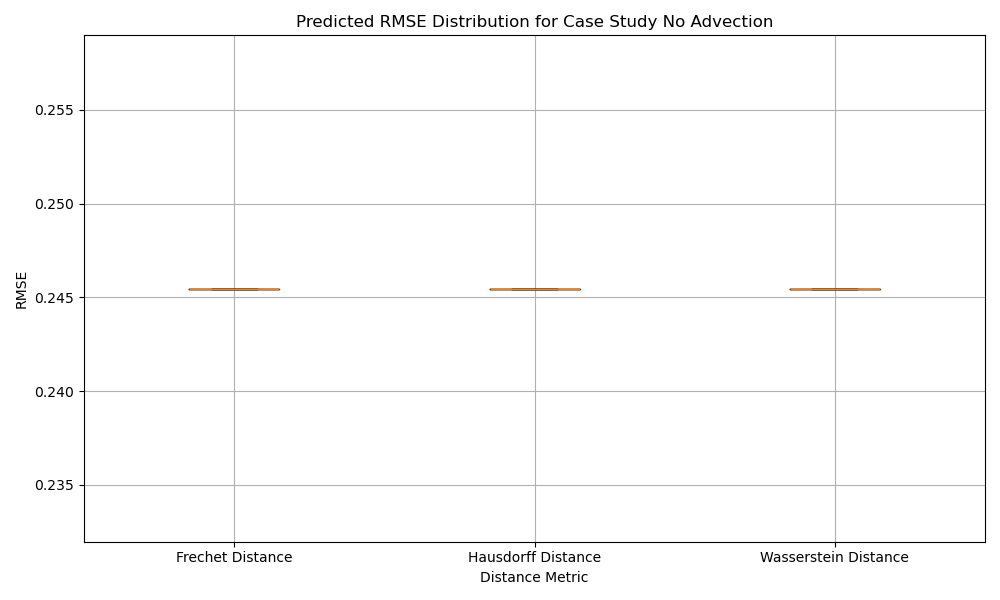 Predicted RMSE Distribution for Case Study No Advection
RMSE
0.255
0.250
0.245
0.240
0.235
Frechet Distance
Hausdorff Distance
Wasserstein Distance
Distance Metric